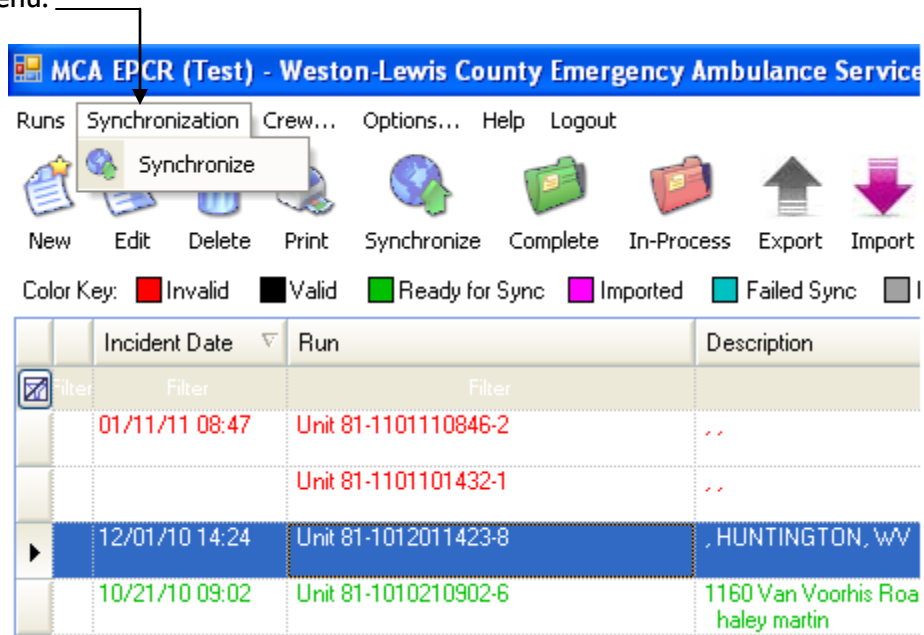 MCA EPCR (Test) - Weston-Lewis County Emergency Ambulance Service
Runs Synchronization Crew... Options... Help Logout
Synchronize
New Edit Delete Print Synchronize Complete In-Process Export Import
Color Key: Invalid Valid Ready for Sync Imported Failed Sync
Incident Date Run Description
Filter Filter Filter
01/11/11 08:47 Unit 81-1101110846-2 , ,
Unit 81-1101101432-1 , ,
12/01/10 14:24 Unit 81-1012011423-8 , HUNTINGTON, WV
10/21/10 09:02 Unit 81-1010210902-6 1160 Van Voorhis Roa
haley martin